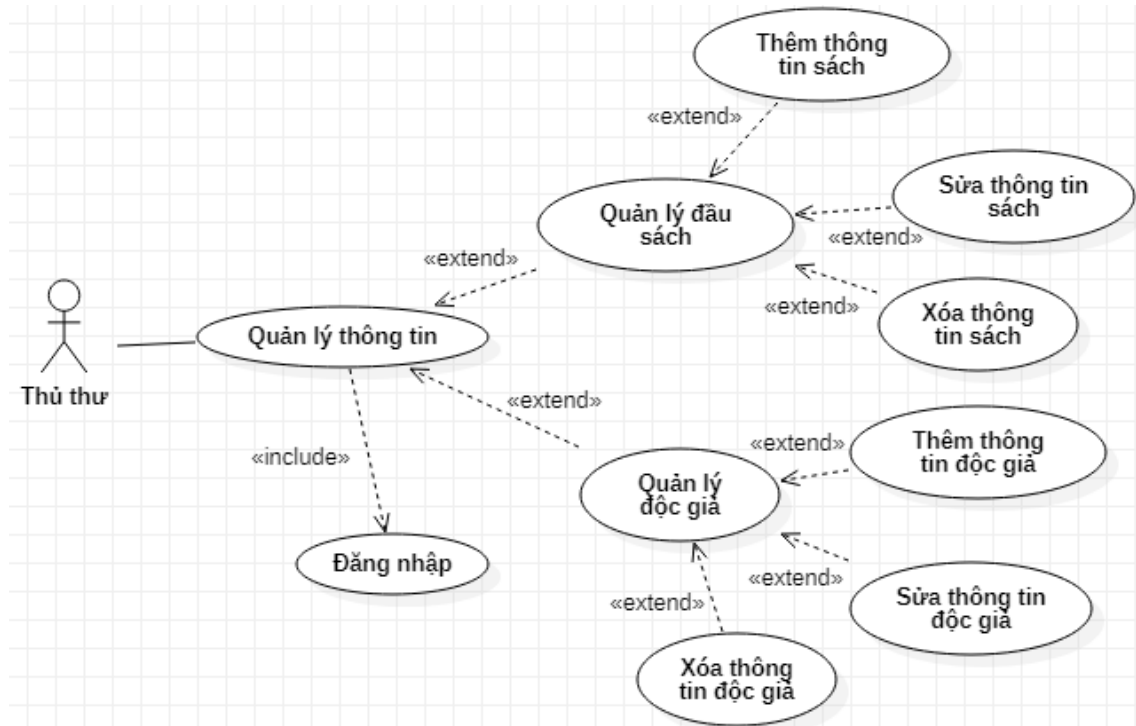 Thêm thông
tin sách
«extend»
Sửa thông tin
sách
Quản lý đầu
sách
«extend»
«extend»
«extend»
Xóa thông
tin sách
Quản lý thông tin
Thủ thư
«extend»
«include»
Thêm thông
tin độc giả
«extend»
Quản lý
độc giả
Đăng nhập
«extend»
Sửa thông tin
độc giả
«extend»
Xóa thông
tin độc giả